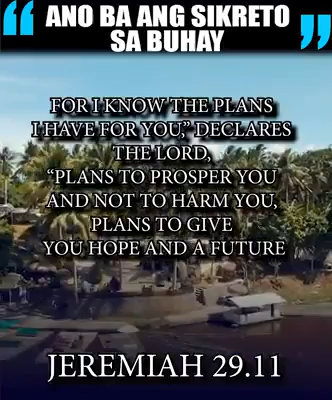 “ ANO BA ANG SIKRETO
SA BUHAY ”
FOR I KNOW THE PLANS
I HAVE FOR YOU,” DECLARES
THE LORD,
“PLANS TO PROSPER YOU
AND NOT TO HARM YOU,
PLANS TO GIVE
YOU HOPE AND A FUTURE
JEREMIAH 29.11